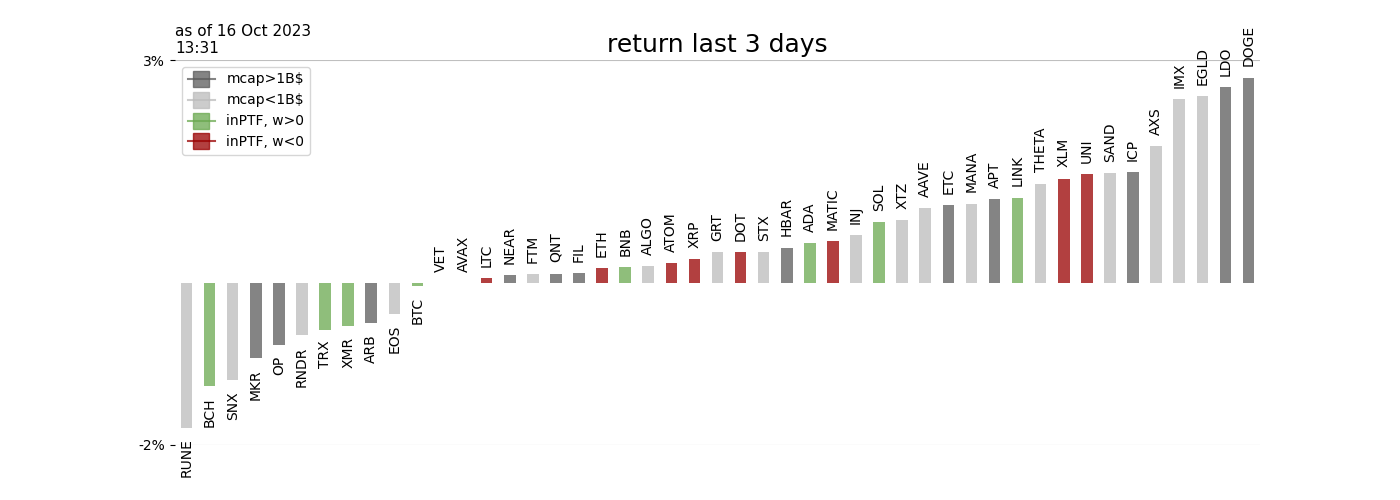 as of 16 Oct 2023
13:31
return last 3 days
3%
mcap>1B$
mcap<1B$
inPTF, w>0
inPTF, w<0
-2%
RUNE
BCH
SNX
MKR
OP
RNDR
TRX
XMR
ARB
EOS
BTC
VET
AVAX
LTC
NEAR
FTM
QNT
FIL
ETH
BNB
ALGO
ATOM
XRP
GRT
DOT
STX
HBAR
ADA
MATIC
INJ
SOL
XTZ
AAVE
ETC
MANA
APT
LINK
THETA
XLM
UNI
SAND
ICP
AXS
IMX
EGLD
LDO
DOGE